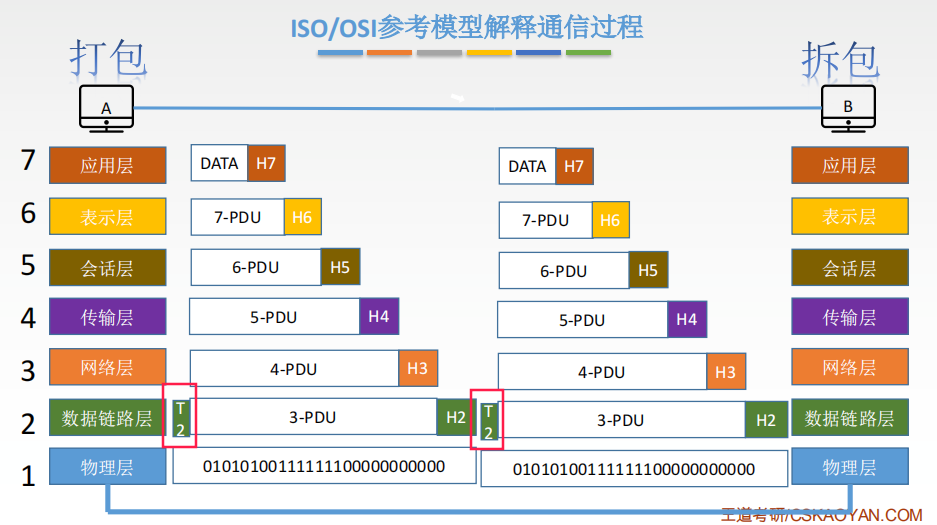 ISO/OSI参考模型解释通信过程
打包
拆包
A
B
7 应用层 DATA H7 DATA H7 应用层
6 表示层 7-PDU H6 7-PDU H6 表示层
5 会话层 6-PDU H5 6-PDU H5 会话层
4 传输层 5-PDU H4 5-PDU H4 传输层
3 网络层 4-PDU H3 4-PDU H3 网络层
2 数据链路层 T2 3-PDU H2 T2 3-PDU H2 数据链路层
1 物理层 01010100111111100000000000 01010100111111100000000000 物理层
王道考研/CSKAOYAN.COM